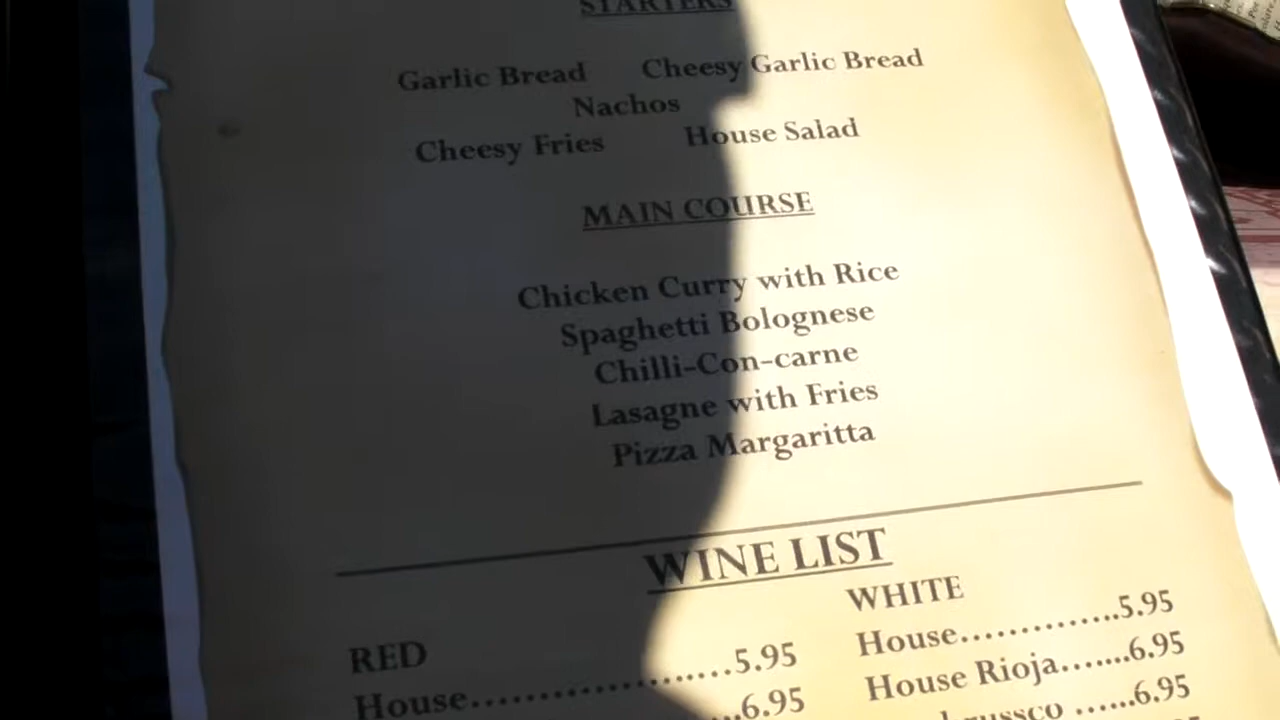 STARTERS
Garlic Bread Cheesy Garlic Bread
Nachos
Cheesy Fries House Salad
MAIN COURSE
Chicken Curry with Rice
Spaghetti Bolognese
Chilli-Con-carne
Lasagne with Fries
Pizza Margaritta
WINE LIST
WHITE
House..............5.95
House Rioja.......6.95
......6.95
RED
House....................5.95
...6.95